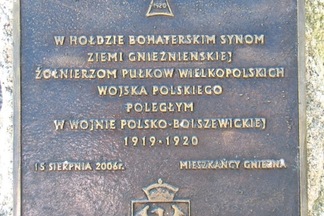 1920
W HOŁDZIE BOHATERSKIM SYNOM
ZIEMI GNIEŹNIEŃSKIEJ
ŻOŁNIERZOM PUŁKÓW WIELKOPOLSKICH
WOJSKA POLSKIEGO
POLEGŁYM
W WOJNIE POLSKO-BOLSZEWICKIEJ
1919-1920
15 SIERPNIA 2006r. MIESZKAŃCY GNIEZNA